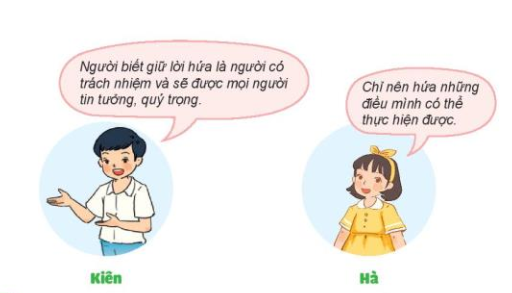 Người biết giữ lời hứa là người có
trách nhiệm và sẽ được mọi người
tin tưởng, quý trọng.
Chỉ nên hứa những
điều mình có thể
thực hiện được.
Kiên
Hà